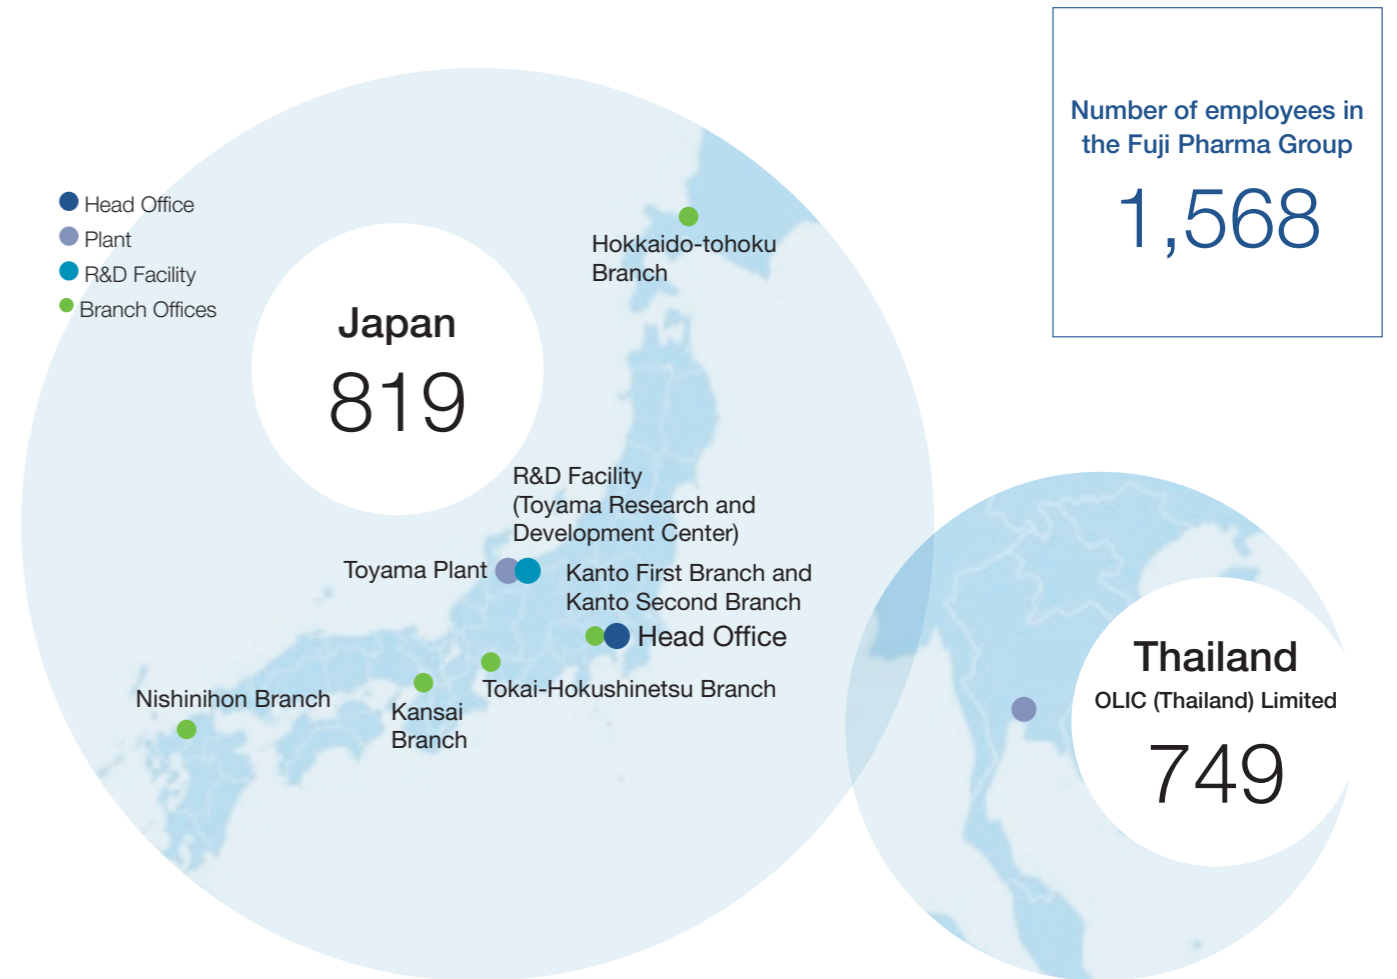 Number of employees in
the Fuji Pharma Group
1,568
Head Office
Plant
R&D Facility
Branch Offices
Japan
819
Hokkaido-tohoku
Branch
R&D Facility
(Toyama Research and
Development Center)
Toyama Plant
Kanto First Branch and
Kanto Second Branch
Head Office
Tokai-Hokushinetsu Branch
Kansai
Branch
Nishinihon Branch
Thailand
OLIC (Thailand) Limited
749